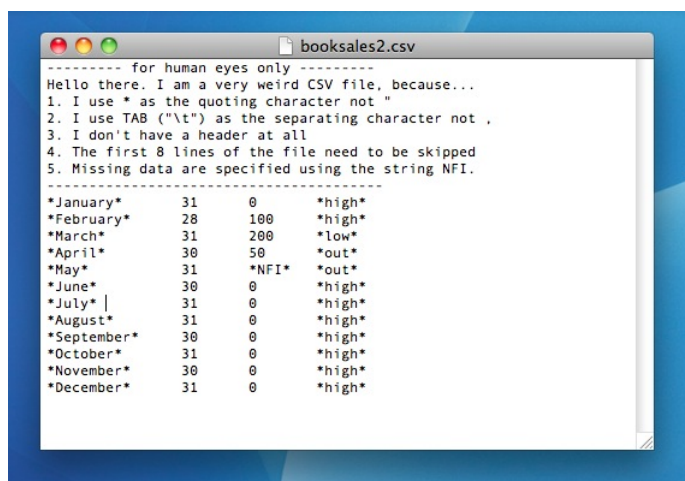 booksales2.csv
--------- for human eyes only ---------
Hello there. I am a very weird CSV file, because...
1. I use * as the quoting character not "
2. I use TAB ("\t") as the separating character not ,
3. I don't have a header at all
4. The first 8 lines of the file need to be skipped
5. Missing data are specified using the string NFI.
---------------------------------------
*January* 31 0 *high*
*February* 28 100 *high*
*March* 31 200 *low*
*April* 30 50 *out*
*May* 31 *NFI* *out*
*June* 30 0 *high*
*July* 31 0 *high*
*August* 31 0 *high*
*September* 30 0 *high*
*October* 31 0 *high*
*November* 30 0 *high*
*December* 31 0 *high*